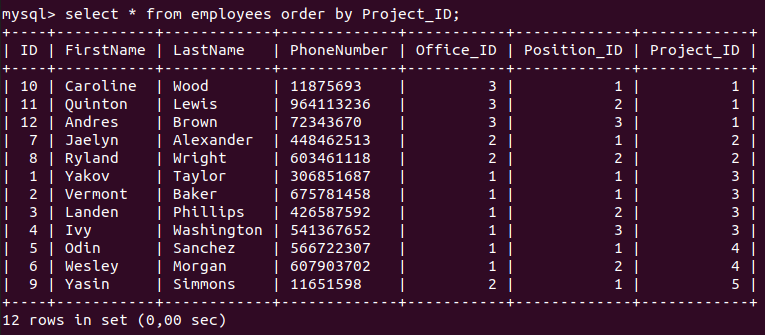 mysql> select * from employees order by Project_ID;
+----+-----------+------------+-------------+-----------+-------------+------------+
| ID | FirstName | LastName   | PhoneNumber | Office_ID | Position_ID | Project_ID |
+----+-----------+------------+-------------+-----------+-------------+------------+
| 10 | Caroline  | Wood       | 11875693    |         3 |           1 |          1 |
| 11 | Quinton   | Lewis      | 964113236   |         3 |           2 |          1 |
| 12 | Andres    | Brown      | 72343670    |         3 |           3 |          1 |
|  7 | Jaelyn    | Alexander  | 448462513   |         2 |           1 |          2 |
|  8 | Ryland    | Wright     | 603461118   |         2 |           2 |          2 |
|  1 | Yakov     | Taylor     | 306851687   |         1 |           1 |          3 |
|  2 | Vermont   | Baker      | 675781458   |         1 |           1 |          3 |
|  3 | Landen    | Phillips   | 426587592   |         1 |           2 |          3 |
|  4 | Ivy       | Washington | 541367652   |         1 |           3 |          3 |
|  5 | Odin      | Sanchez    | 566722307   |         1 |           1 |          4 |
|  6 | Wesley    | Morgan     | 607903702   |         1 |           2 |          4 |
|  9 | Yasin     | Simmons    | 11651598    |         2 |           1 |          5 |
+----+-----------+------------+-------------+-----------+-------------+------------+
12 rows in set (0,00 sec)